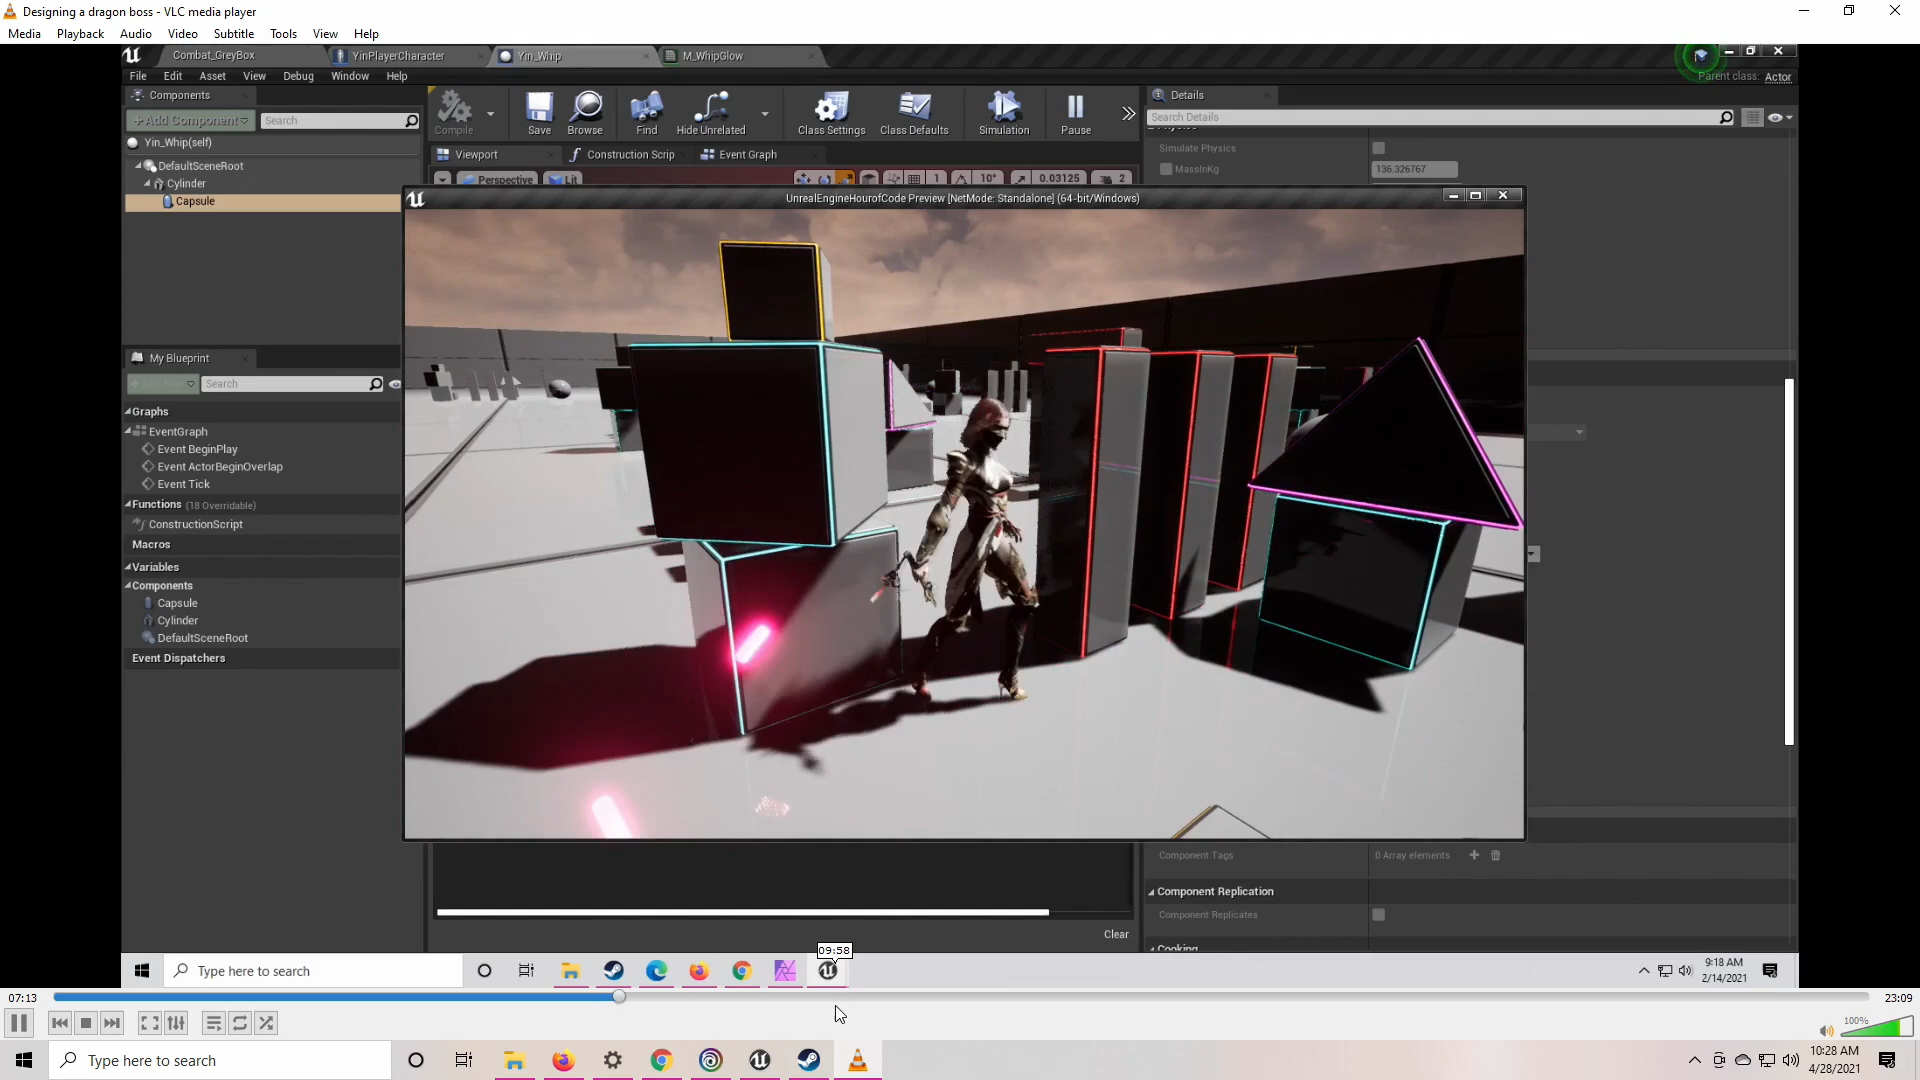 Designing a dragon boss - VLC media player
Media Playback Audio Video Subtitle Tools View Help
Combat_GreyBox YinPlayerCharacter Yin_Whip M_WhipGlow
File Edit Asset View Debug Window Help
Parent class: Actor
Components
+Add Component Search
Yin_Whip(self)
DefaultSceneRoot
Cylinder
Capsule
Compile Save Browse Find Hide Unrelated Class Settings Class Defaults Simulation Pause
Viewport Construction Scrip Event Graph
Perspective Lit 1 10° 0.03125 2
Details
Search Details
Physics
Simulate Physics
MassInKg 136.326767
UnrealEngineHourofCode Preview [NetMode: Standalone] (64-bit/Windows)
My Blueprint
Search
Graphs
EventGraph
Event BeginPlay
Event ActorBeginOverlap
Event Tick
Functions (18 Overridable)
ConstructionScript
Macros
Variables
Components
Capsule
Cylinder
DefaultSceneRoot
Event Dispatchers
Component Tags 0 Array elements
Component Replication
Component Replicates
Cooking
Clear
09:58
Type here to search
9:18 AM
2/14/2021
07:13
23:09
100%
Type here to search
10:28 AM
4/28/2021